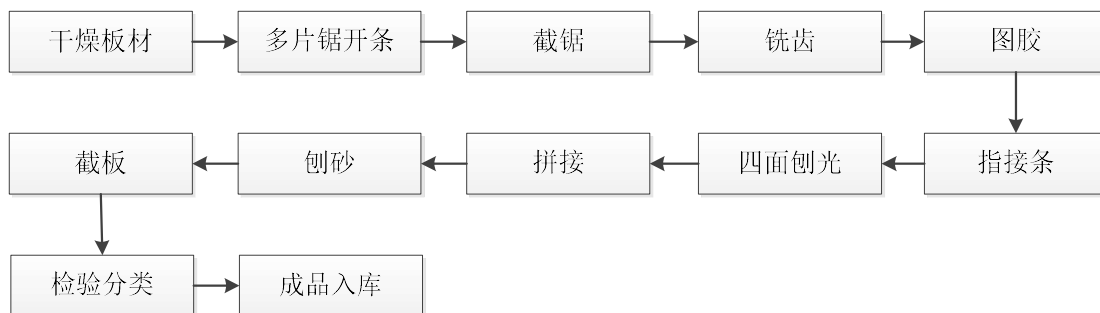 干燥板材
多片锯开条
截锯
铣齿
图胶
指接条
四面刨光
拼接
刨砂
截板
检验分类
成品入库